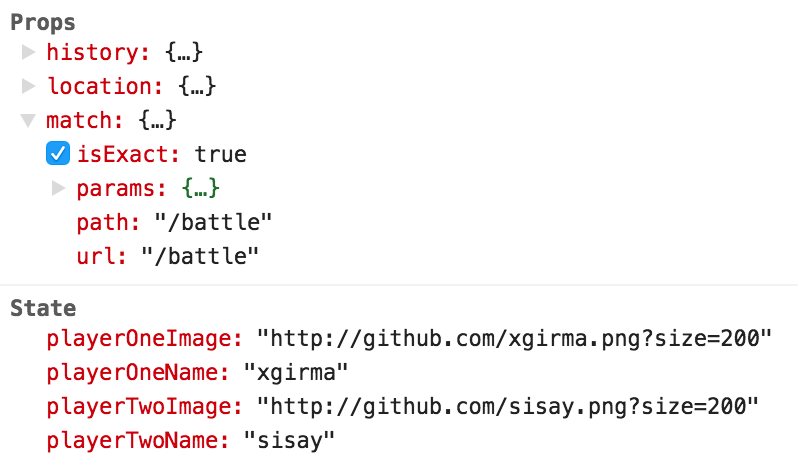 Props
history: {…}
location: {…}
match: {…}
isExact: true
params: {…}
path: "/battle"
url: "/battle"
State
playerOneImage: "http://github.com/xgirma.png?size=200"
playerOneName: "xgirma"
playerTwoImage: "http://github.com/sisay.png?size=200"
playerTwoName: "sisay"